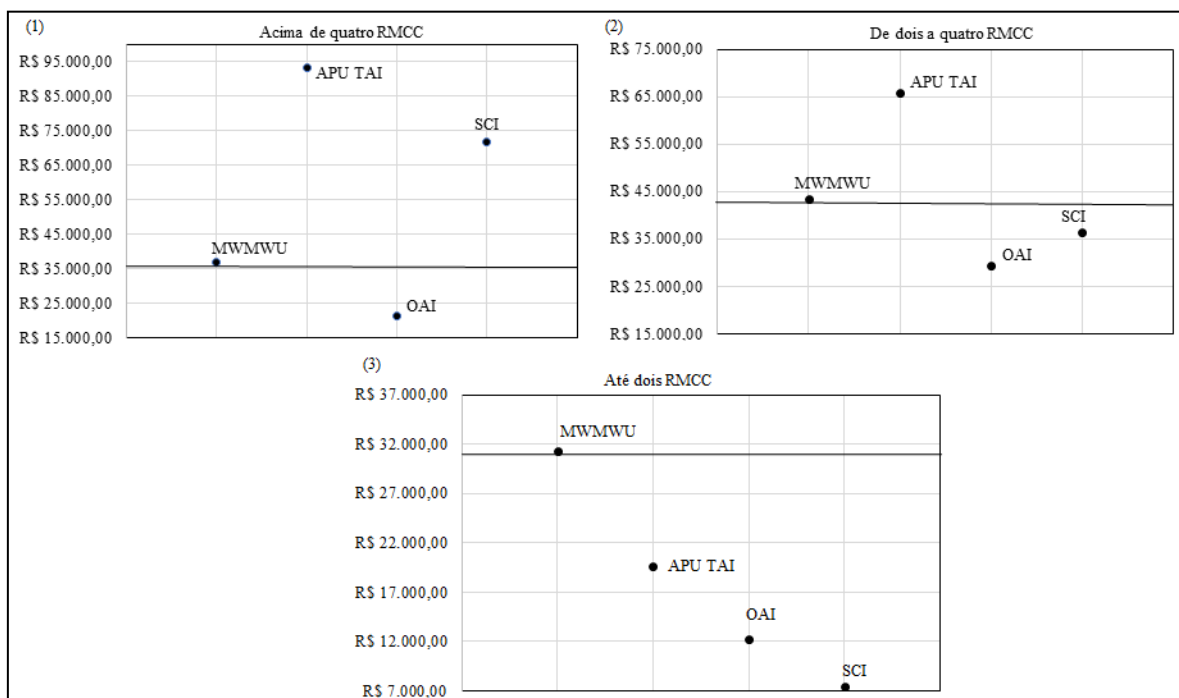 (1)
Acima de quatro RMCC
R$ 95.000,00
R$ 85.000,00
R$ 75.000,00
R$ 65.000,00
R$ 55.000,00
R$ 45.000,00
R$ 35.000,00
R$ 25.000,00
R$ 15.000,00
APU TAI
SCI
MWMWU
OAI
(2)
De dois a quatro RMCC
R$ 75.000,00
R$ 65.000,00
R$ 55.000,00
R$ 45.000,00
R$ 35.000,00
R$ 25.000,00
R$ 15.000,00
APU TAI
MWMWU
SCI
OAI
(3)
Até dois RMCC
R$ 37.000,00
R$ 32.000,00
R$ 27.000,00
R$ 22.000,00
R$ 17.000,00
R$ 12.000,00
R$ 7.000,00
MWMWU
APU TAI
OAI
SCI